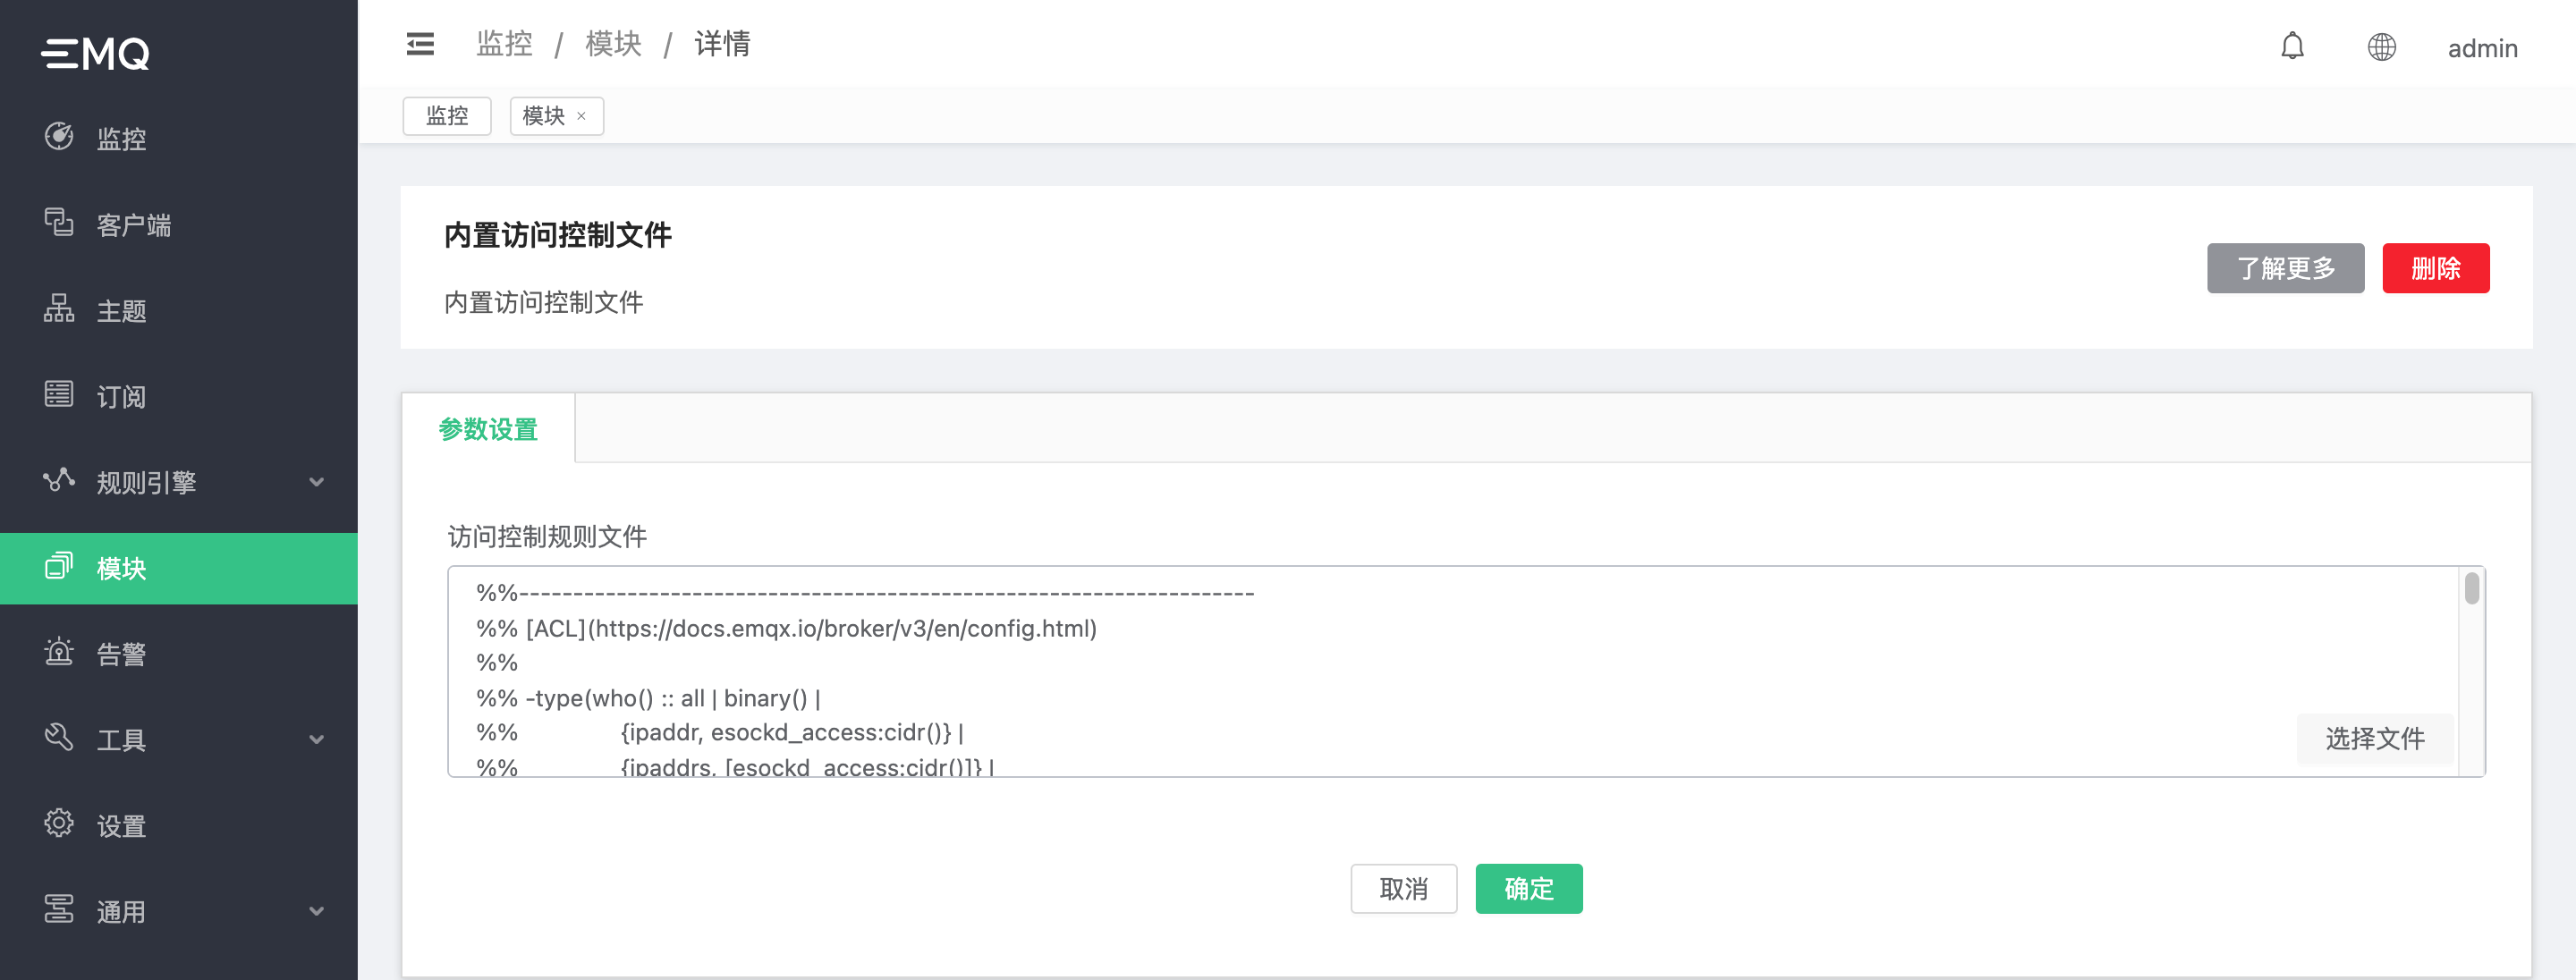 EMQ
监控
客户端
主题
订阅
规则引擎
模块
告警
工具
设置
通用
监控 / 模块 / 详情
admin
监控
模块 ×
内置访问控制文件
内置访问控制文件
了解更多
删除
参数设置
访问控制规则文件
%%--------------------------------------------------------------------
%% [ACL](https://docs.emqx.io/broker/v3/en/config.html)
%%
%% -type(who() :: all | binary() |
%% {ipaddr, esockd_access:cidr()} |
%% {ipaddrs, [esockd_access:cidr()]} |
选择文件
取消
确定